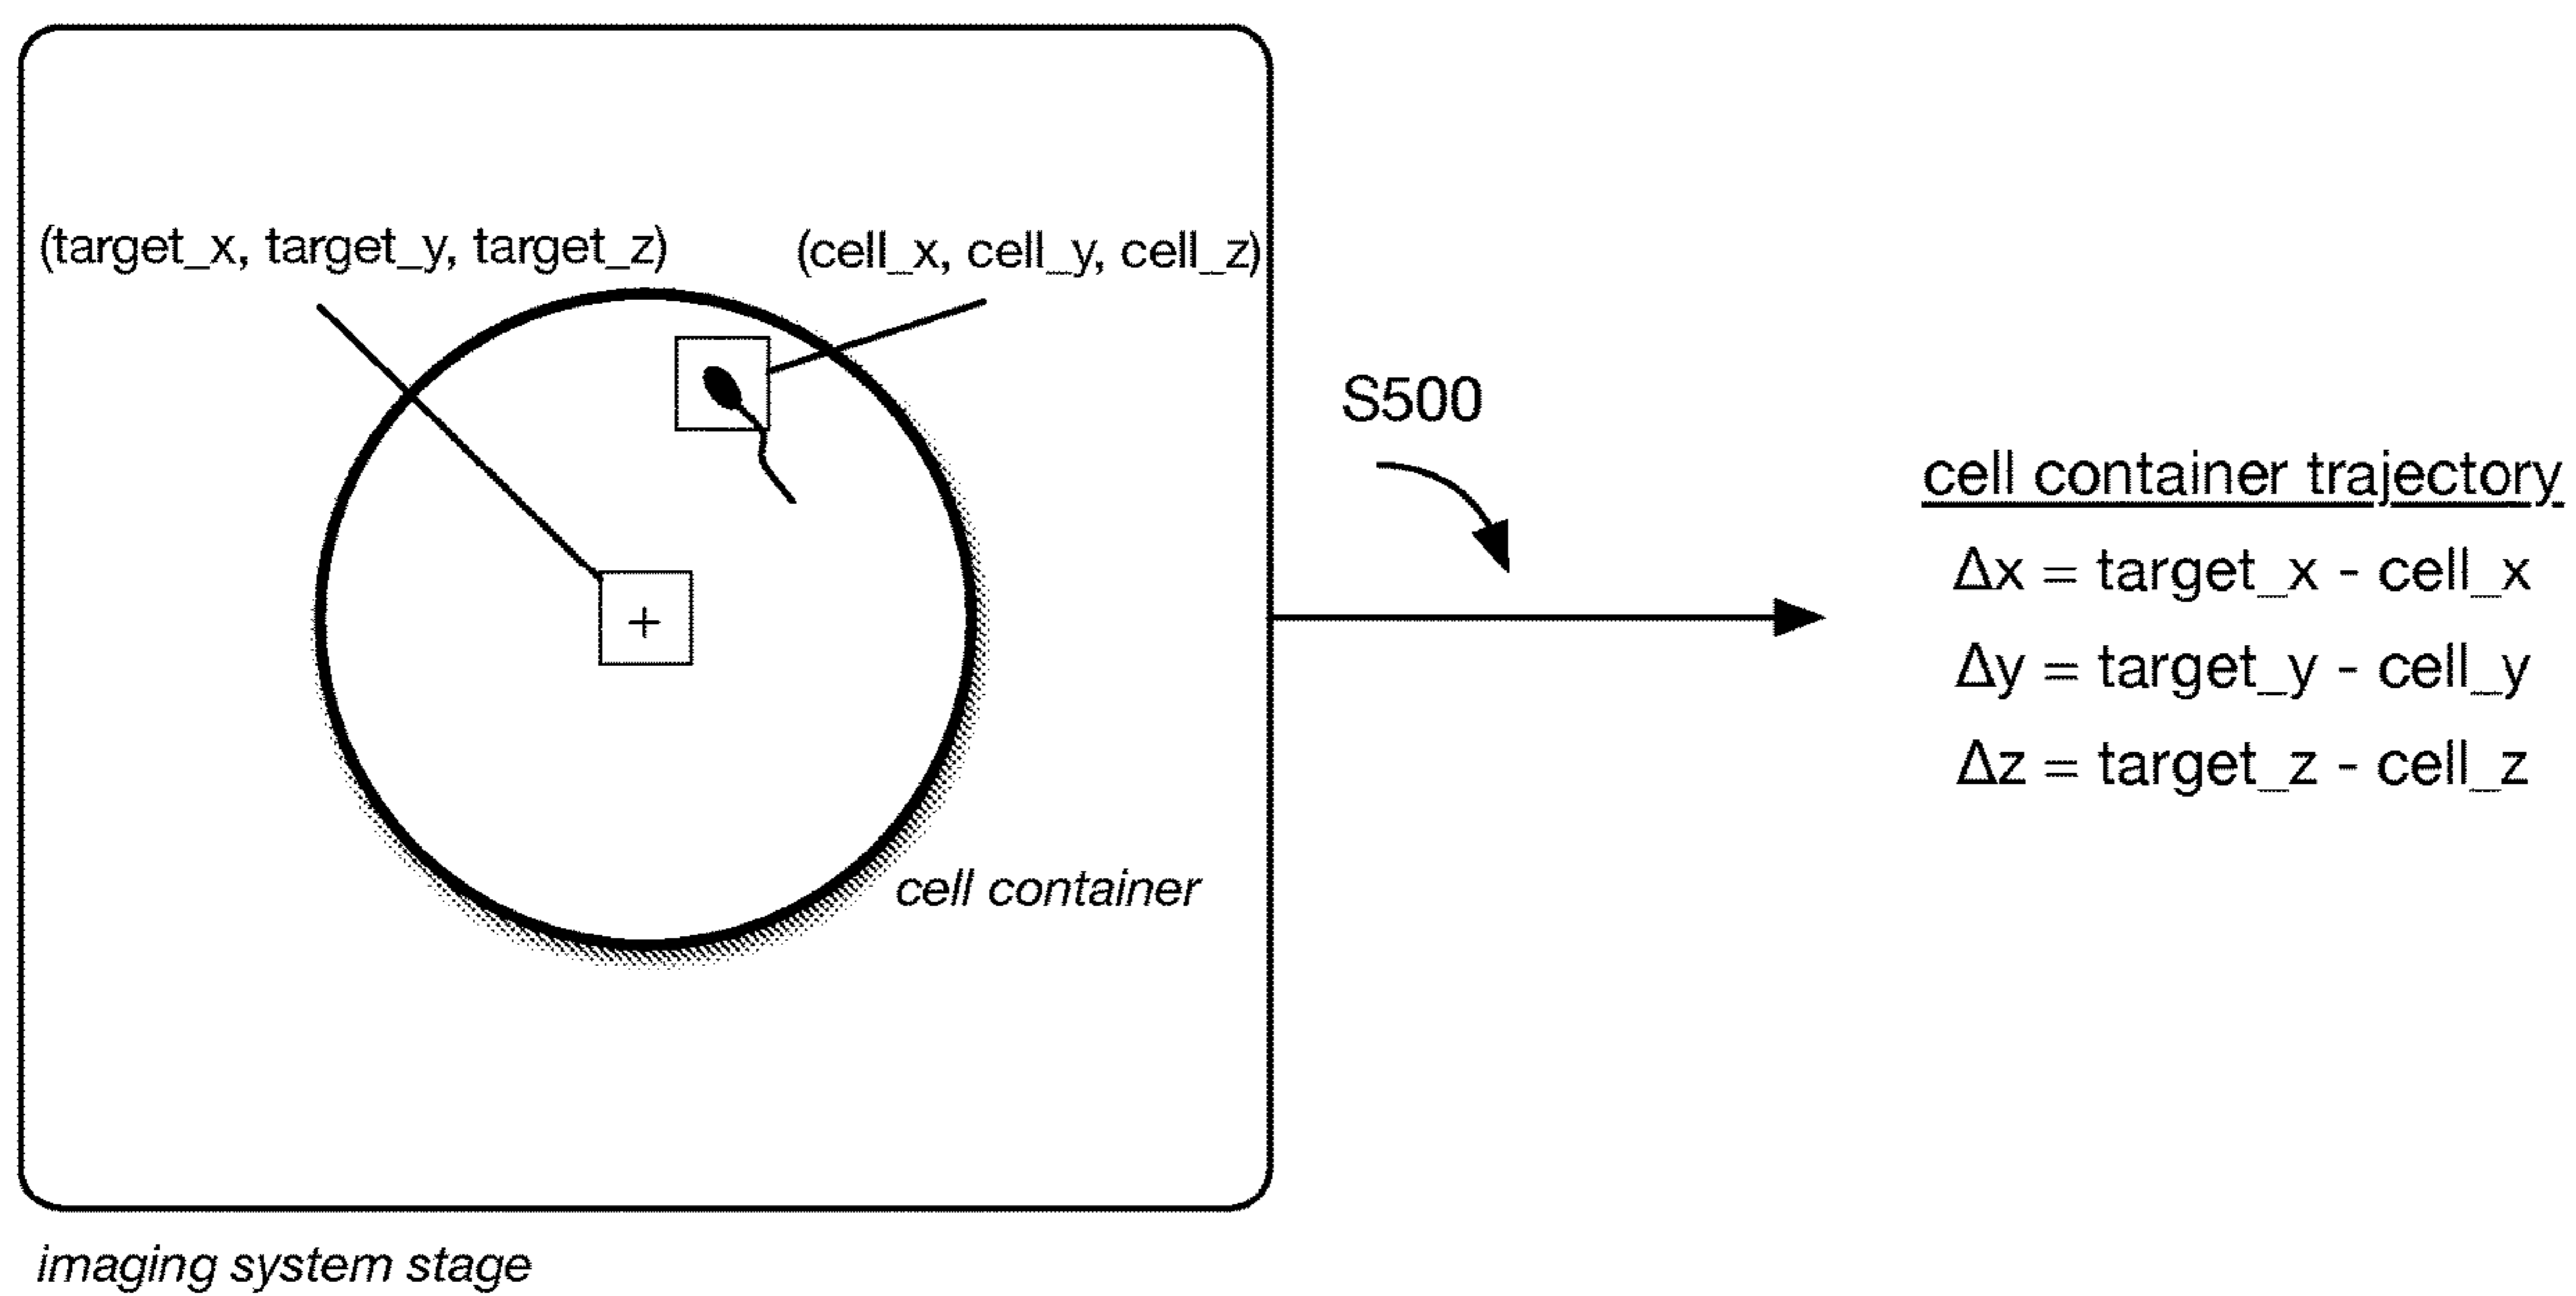 (target_x, target_y, target_z)
(cell_x, cell_y, cell_z)
cell container
imaging system stage
S500
cell container trajectory
Δx = target_x - cell_x
Δy = target_y - cell_y
Δz = target_z - cell_z